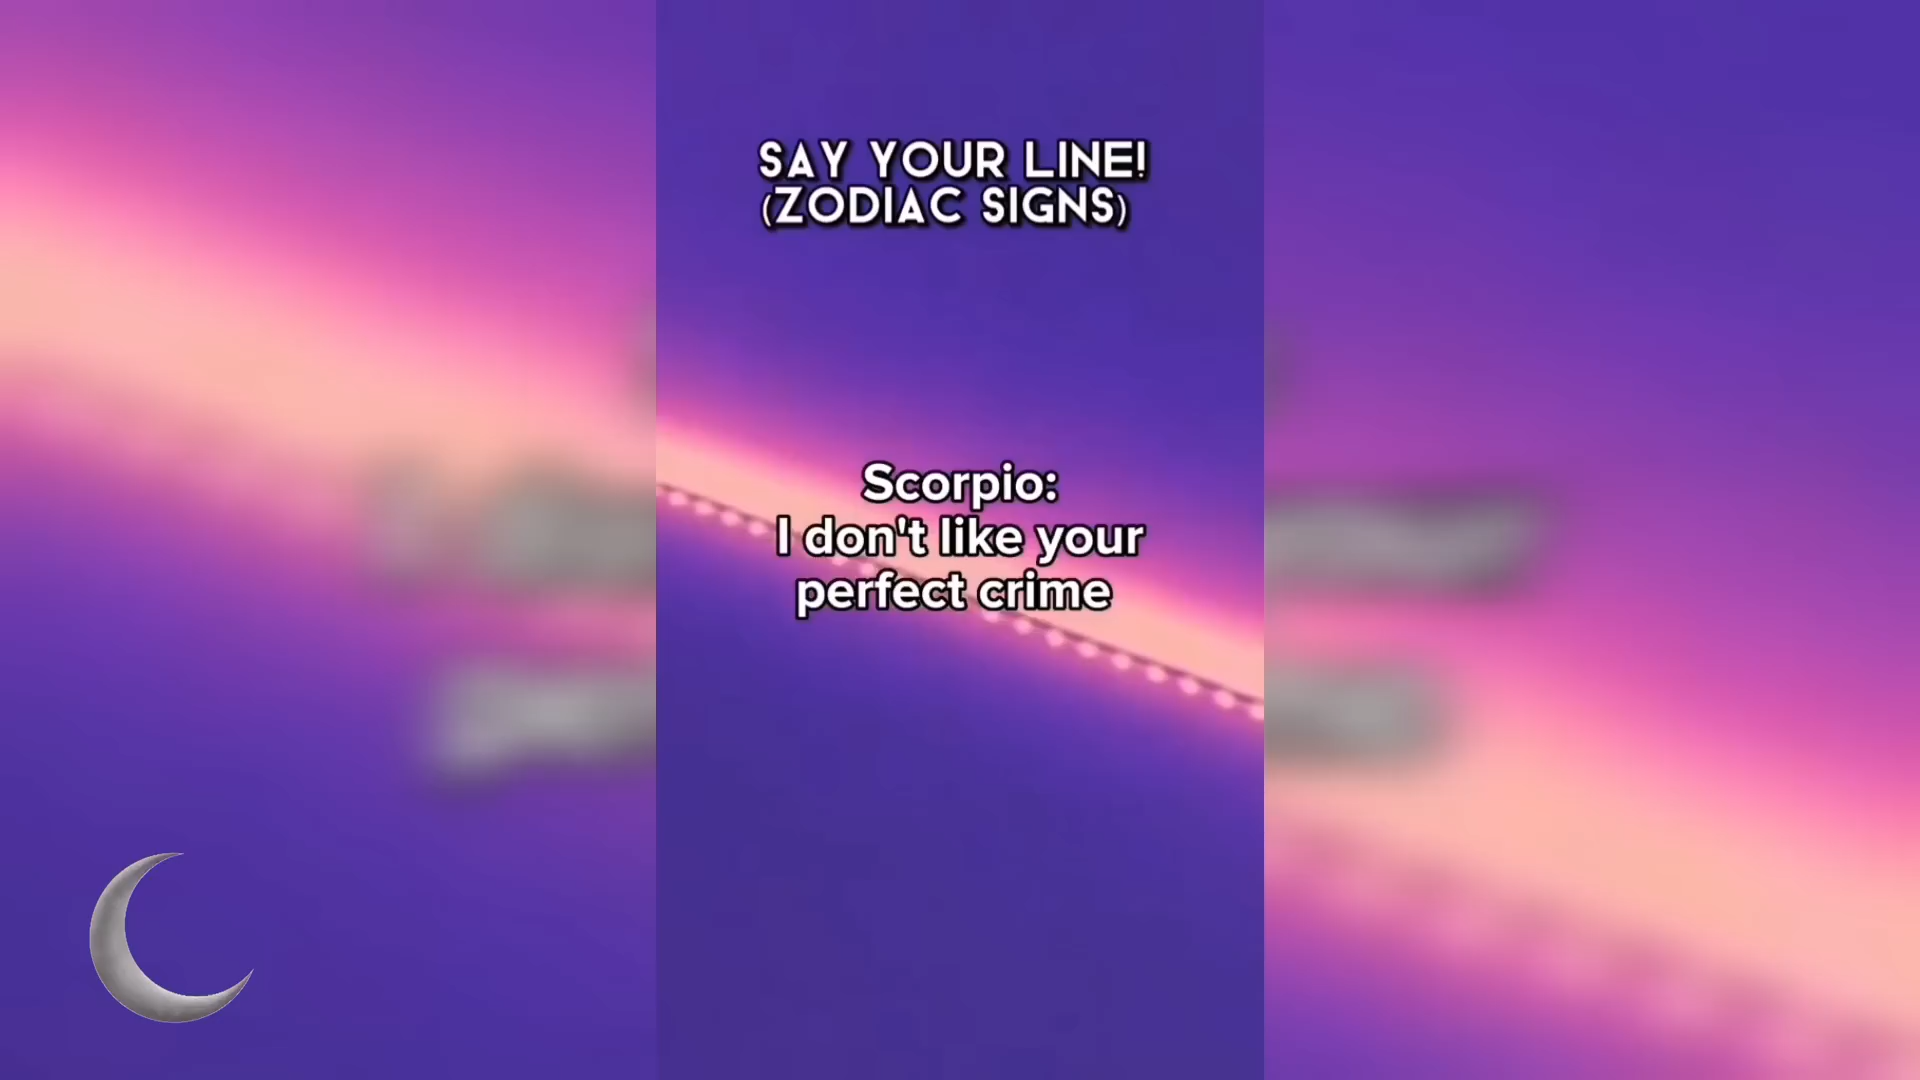 SAY YOUR LINE!
(ZODIAC SIGNS)
Scorpio:
I don't like your
perfect crime